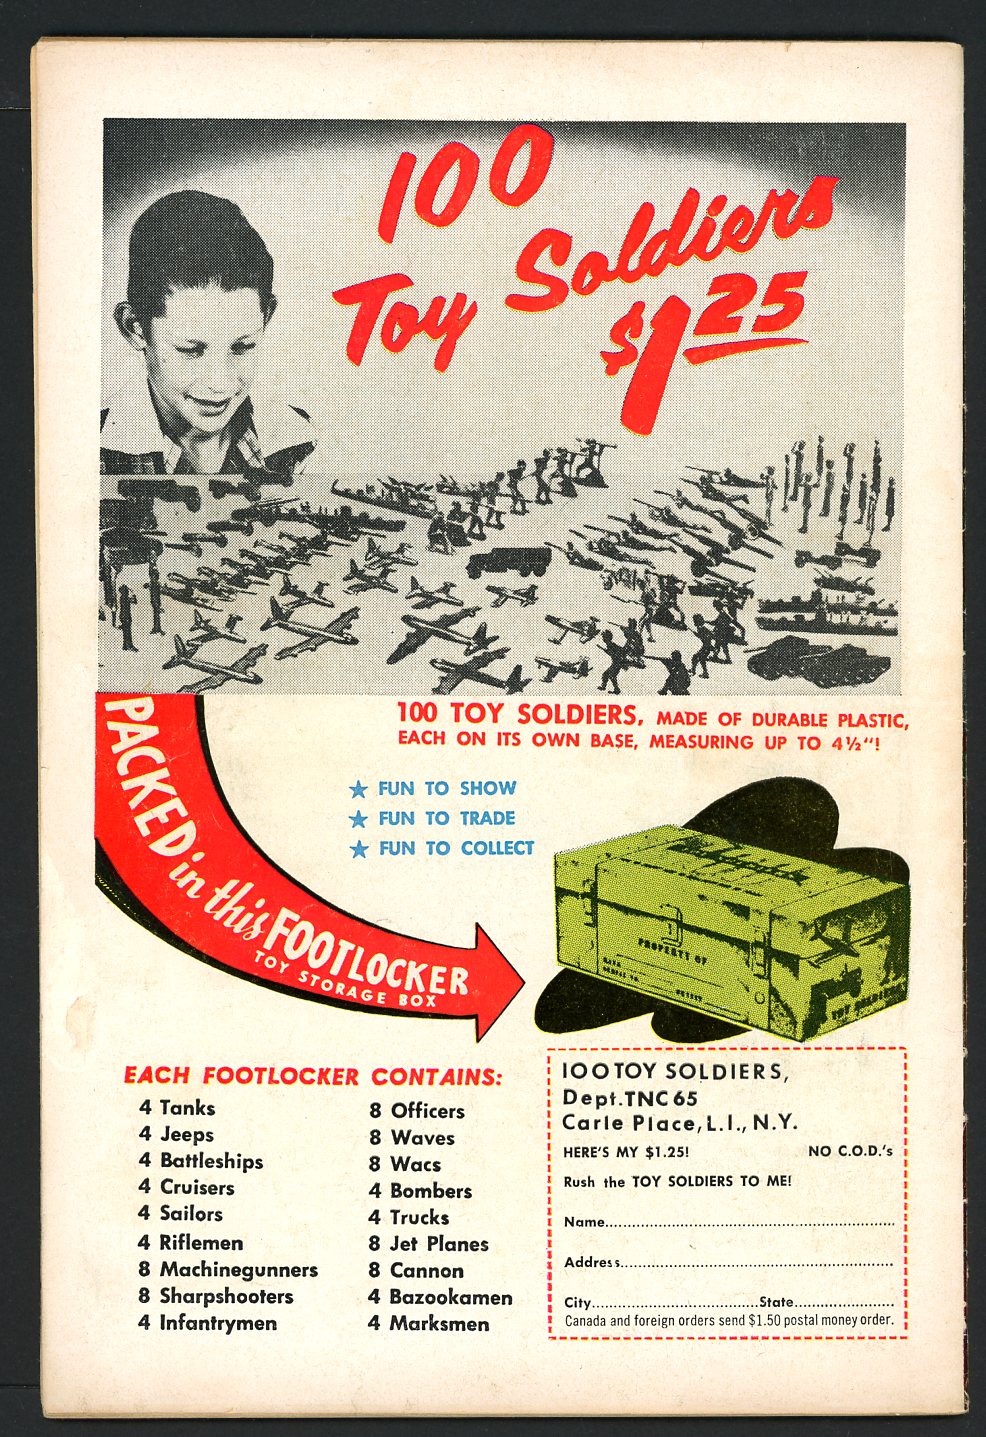 100
Toy Soldiers
$1.25
100 TOY SOLDIERS, MADE OF DURABLE PLASTIC,
EACH ON ITS OWN BASE, MEASURING UP TO 4½"!
PACKED in this FOOTLOCKER
TOY STORAGE BOX
★ FUN TO SHOW
★ FUN TO TRADE
★ FUN TO COLLECT
PROPERTY OF
TOY SOLDIERS
EACH FOOTLOCKER CONTAINS:
4 Tanks
4 Jeeps
4 Battleships
4 Cruisers
4 Sailors
4 Riflemen
8 Machinegunners
8 Sharpshooters
4 Infantrymen
8 Officers
8 Waves
8 Wacs
4 Bombers
4 Trucks
8 Jet Planes
8 Cannon
4 Bazookamen
4 Marksmen
100 TOY SOLDIERS,
Dept. TNC 65
Carle Place, L.I., N.Y.
HERE'S MY $1.25! NO C.O.D.'s
Rush the TOY SOLDIERS TO ME!
Name
Address
City State
Canada and foreign orders send $1.50 postal money order.